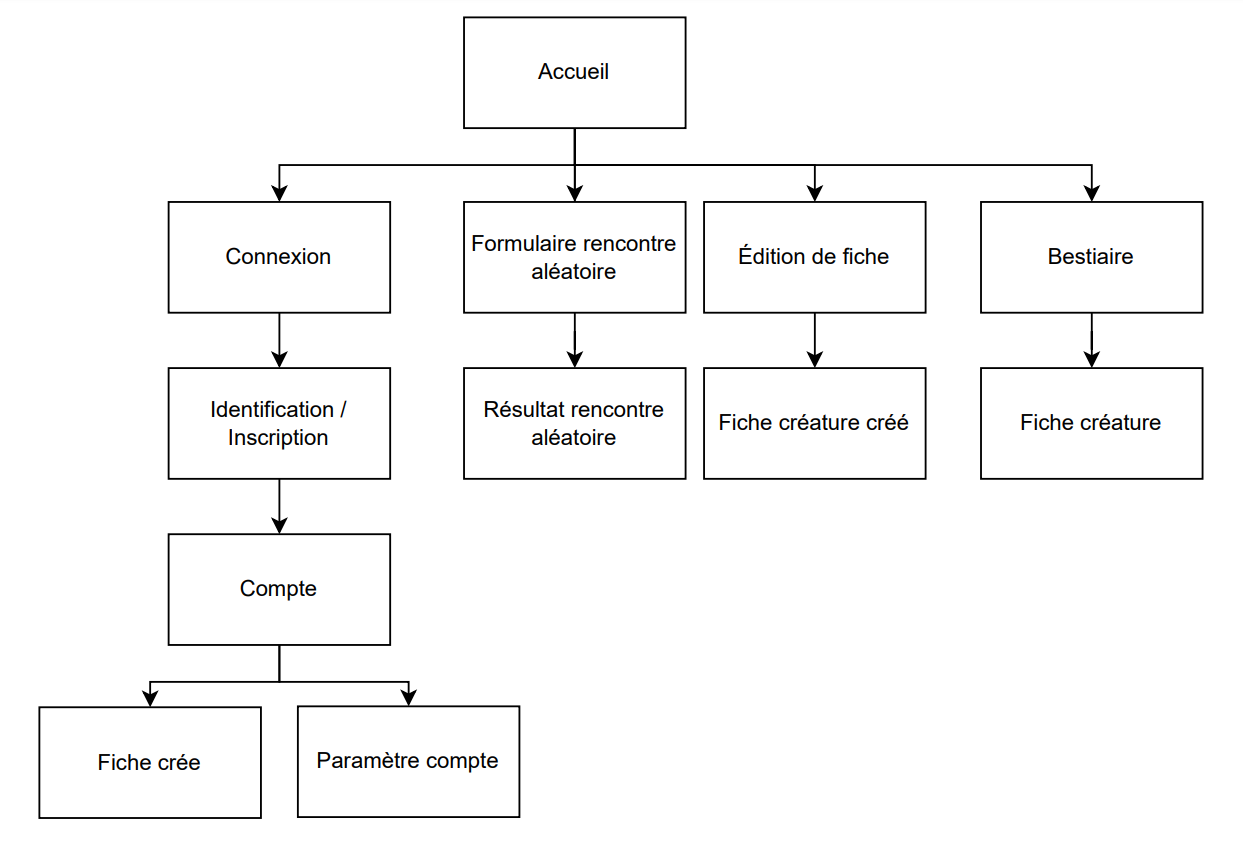 Accueil
Connexion
Formulaire rencontre
aléatoire
Édition de fiche
Bestiaire
Identification /
Inscription
Résultat rencontre
aléatoire
Fiche créature créé
Fiche créature
Compte
Fiche crée
Paramètre compte